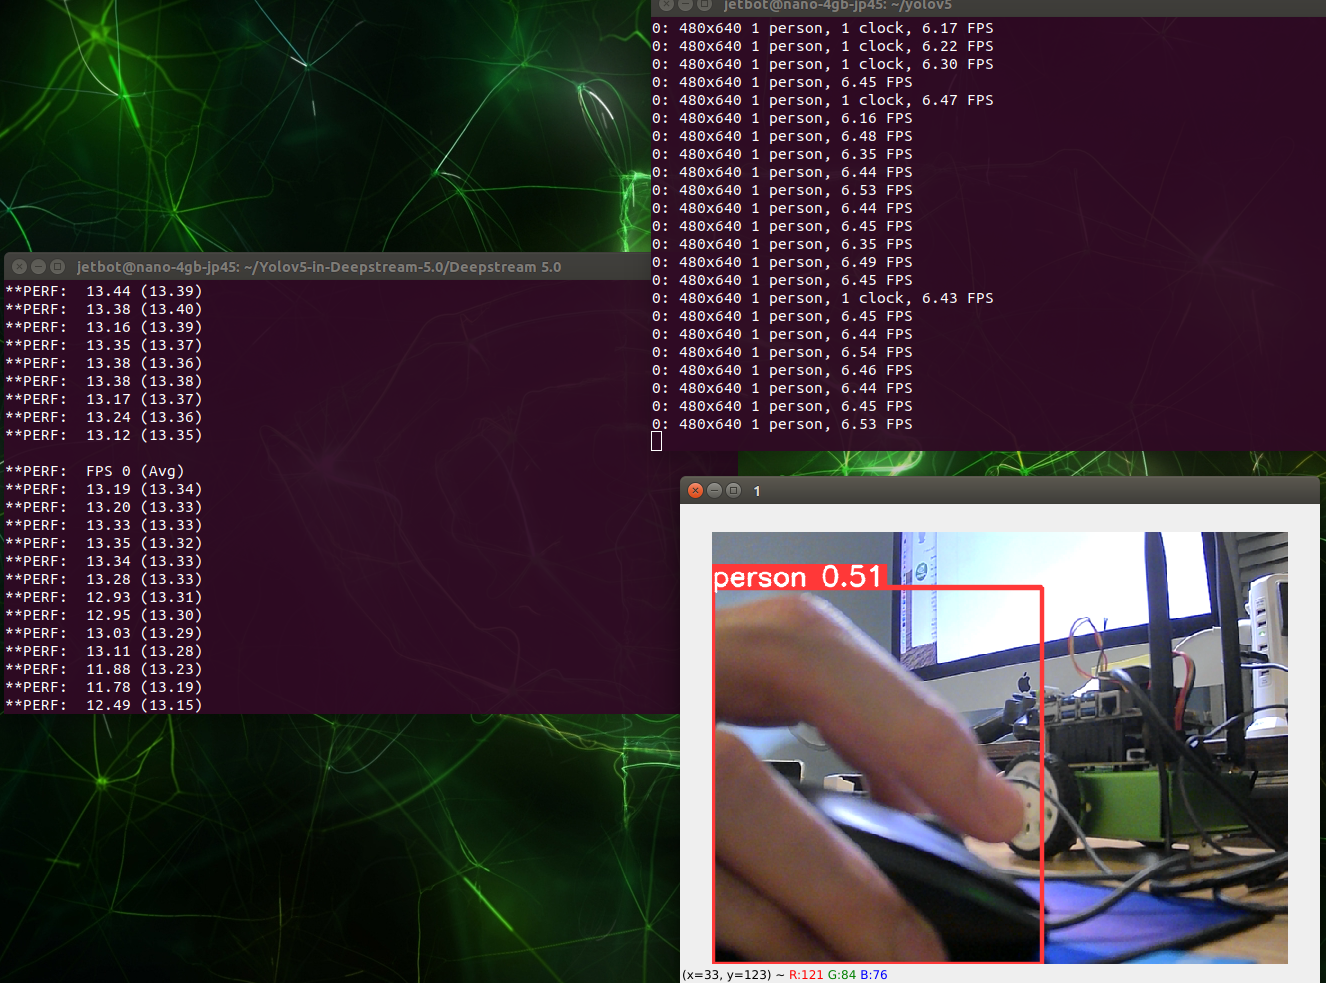 jetbot@nano-4gb-jp45: ~/yolov5
0: 480x640 1 person, 1 clock, 6.17 FPS
0: 480x640 1 person, 1 clock, 6.22 FPS
0: 480x640 1 person, 1 clock, 6.30 FPS
0: 480x640 1 person, 6.45 FPS
0: 480x640 1 person, 1 clock, 6.47 FPS
0: 480x640 1 person, 6.16 FPS
0: 480x640 1 person, 6.48 FPS
0: 480x640 1 person, 6.35 FPS
0: 480x640 1 person, 6.44 FPS
0: 480x640 1 person, 6.53 FPS
0: 480x640 1 person, 6.44 FPS
0: 480x640 1 person, 6.45 FPS
0: 480x640 1 person, 6.35 FPS
0: 480x640 1 person, 6.49 FPS
0: 480x640 1 person, 6.45 FPS
0: 480x640 1 person, 1 clock, 6.43 FPS
0: 480x640 1 person, 6.45 FPS
0: 480x640 1 person, 6.44 FPS
0: 480x640 1 person, 6.54 FPS
0: 480x640 1 person, 6.46 FPS
0: 480x640 1 person, 6.44 FPS
0: 480x640 1 person, 6.45 FPS
0: 480x640 1 person, 6.53 FPS
jetbot@nano-4gb-jp45: ~/Yolov5-in-Deepstream-5.0/Deepstream 5.0
**PERF:  13.44 (13.39)
**PERF:  13.38 (13.40)
**PERF:  13.16 (13.39)
**PERF:  13.35 (13.37)
**PERF:  13.38 (13.36)
**PERF:  13.38 (13.38)
**PERF:  13.17 (13.37)
**PERF:  13.24 (13.36)
**PERF:  13.12 (13.35)
**PERF:  FPS 0 (Avg)
**PERF:  13.19 (13.34)
**PERF:  13.20 (13.33)
**PERF:  13.33 (13.33)
**PERF:  13.35 (13.32)
**PERF:  13.34 (13.33)
**PERF:  13.28 (13.33)
**PERF:  12.93 (13.31)
**PERF:  12.95 (13.30)
**PERF:  13.03 (13.29)
**PERF:  13.11 (13.28)
**PERF:  11.88 (13.23)
**PERF:  11.78 (13.19)
**PERF:  12.49 (13.15)
1
person 0.51
(x=33, y=123) ~ R:121 G:84 B:76